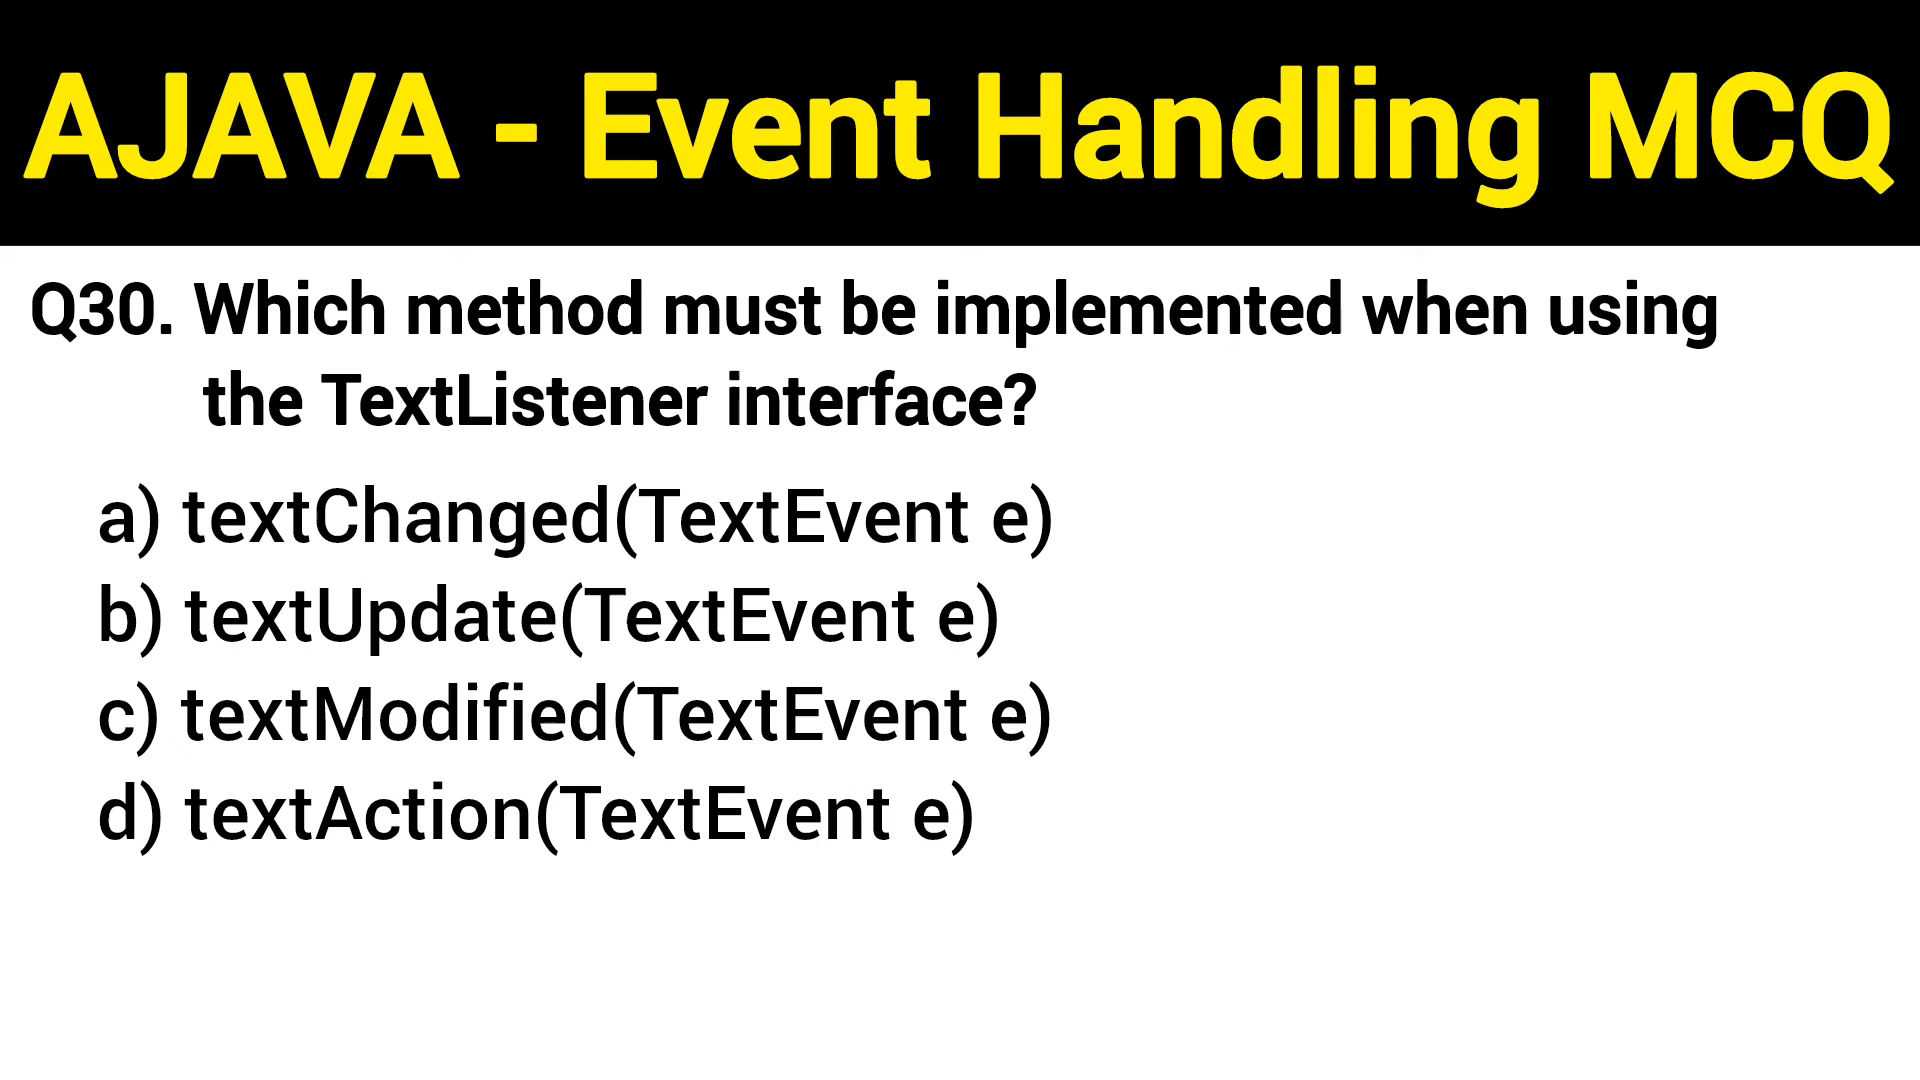 AJAVA - Event Handling MCQ
Q30. Which method must be implemented when using
the TextListener interface?
a) textChanged(TextEvent e)
b) textUpdate(TextEvent e)
c) textModified(TextEvent e)
d) textAction(TextEvent e)